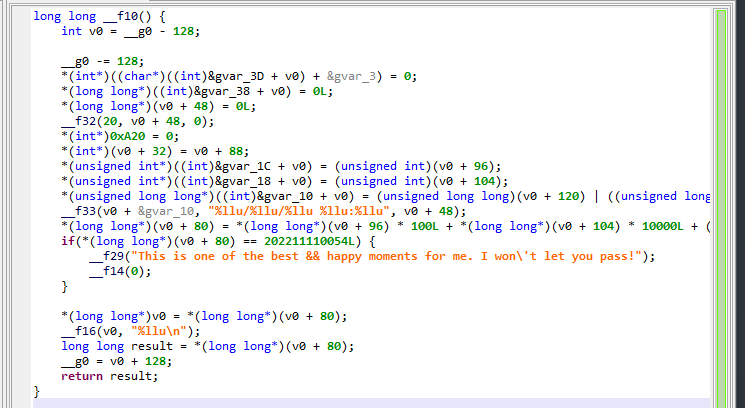 long long __f10() {
int v0 = __g0 - 128;
__g0 -= 128;
*(int*)((char*)((int)&gvar_3D + v0) + &gvar_3) = 0;
*(long long*)((int)&gvar_38 + v0) = 0L;
*(long long*)(v0 + 48) = 0L;
__f32(20, v0 + 48, 0);
*(int*)0xA20 = 0;
*(int*)(v0 + 32) = v0 + 88;
*(unsigned int*)((int)&gvar_1C + v0) = (unsigned int)(v0 + 96);
*(unsigned int*)((int)&gvar_18 + v0) = (unsigned int)(v0 + 104);
*(unsigned long long*)((int)&gvar_10 + v0) = (unsigned long long)(v0 + 120) | ((unsigned long
__f33(v0 + &gvar_10, "%llu/%llu/%llu %llu:%llu", v0 + 48);
*(long long*)(v0 + 80) = *(long long*)(v0 + 96) * 100L + *(long long*)(v0 + 104) * 10000L + (
if(*(long long*)(v0 + 80) == 202211110054L) {
__f29("This is one of the best && happy moments for me. I won\'t let you pass!");
__f14(0);
}
*(long long*)v0 = *(long long*)(v0 + 80);
__f16(v0, "%llu\n");
long long result = *(long long*)(v0 + 80);
__g0 = v0 + 128;
return result;
}